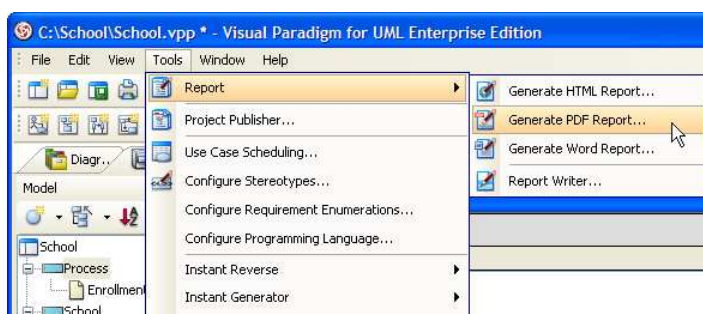 C:\School\School.vpp * - Visual Paradigm for UML Enterprise Edition
File Edit View Tools Window Help
Report
Project Publisher...
Use Case Scheduling...
Configure Stereotypes...
Configure Requirement Enumerations...
Configure Programming Language...
Instant Reverse
Instant Generator
Generate HTML Report...
Generate PDF Report...
Generate Word Report...
Report Writer...
Diagr..
Model
School
Process
Enrollment
School